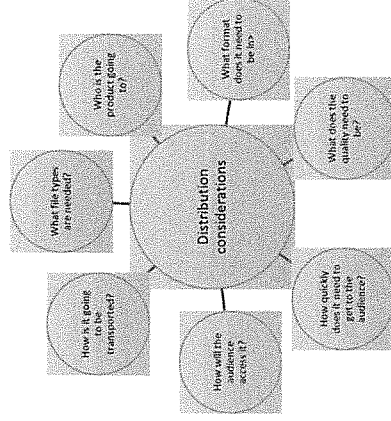 Distribution
considerations
What file types
are needed?
Who is the
product going
to?
What format
does it need to
be in>
What does the
quality need to
be?
How quickly
does it need to
get to the
audience?
How will the
audience
access it?
How is it going
to be
transported?